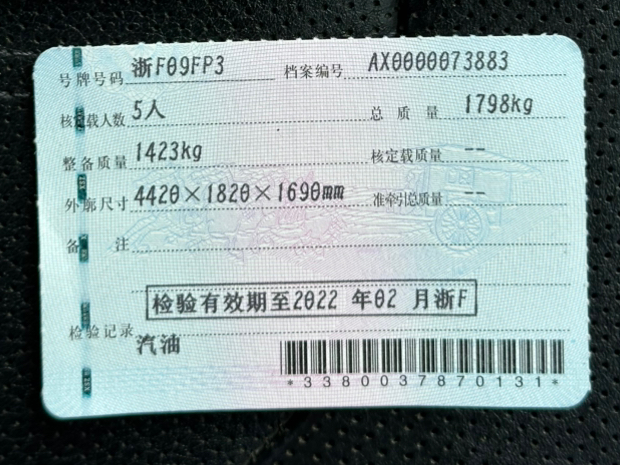 号牌号码 浙F09FP3 档案编号 AX0000073883
核定载人数 5人 总质量 1798kg
整备质量 1423kg 核定载质量 --
外廓尺寸 4420×1820×1690mm 准牵引总质量 --
备注
检验有效期至2022 年02 月浙F
检验记录
汽油
*3380037870131*